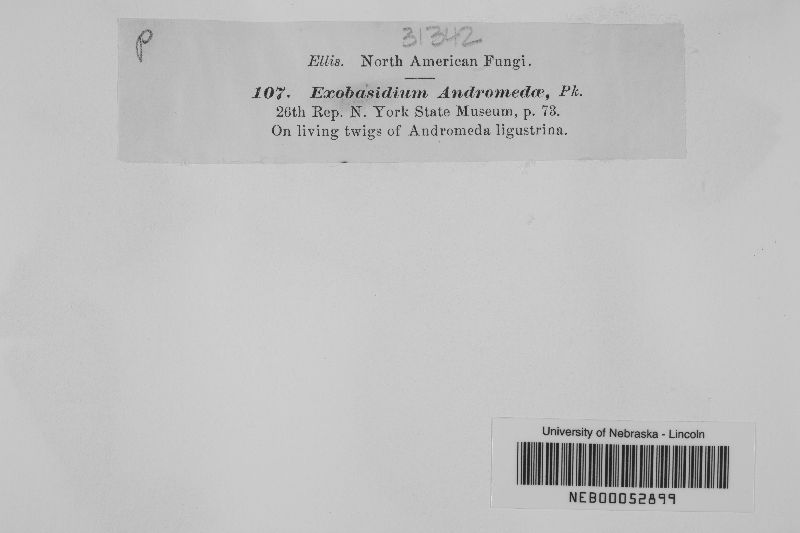 P
31342
Ellis. North American Fungi.
107. Exobasidium Andromedæ, Pk.
26th Rep. N. York State Museum, p. 73.
On living twigs of Andromeda ligustrina.
University of Nebraska - Lincoln
NEB00052899